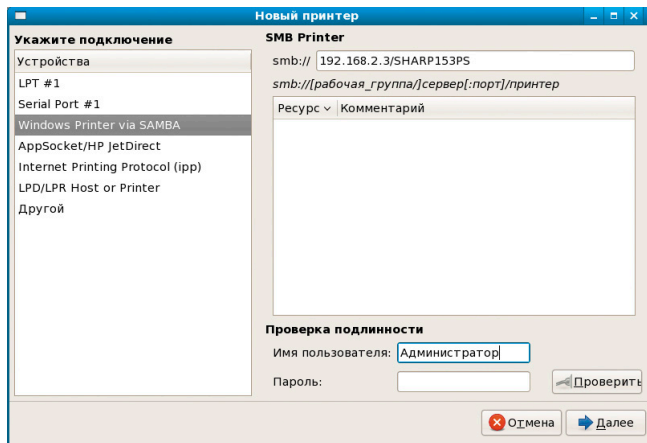 Новый принтер
Укажите подключение
Устройства
LPT #1
Serial Port #1
Windows Printer via SAMBA
AppSocket/HP JetDirect
Internet Printing Protocol (ipp)
LPD/LPR Host or Printer
Другой
SMB Printer
smb:// 192.168.2.3/SHARP153PS
smb://[рабочая_группа/]сервер[:порт]/принтер
Ресурс Комментарий
Проверка подлинности
Имя пользователя: Администратор
Пароль:
Проверить
Отмена Далее